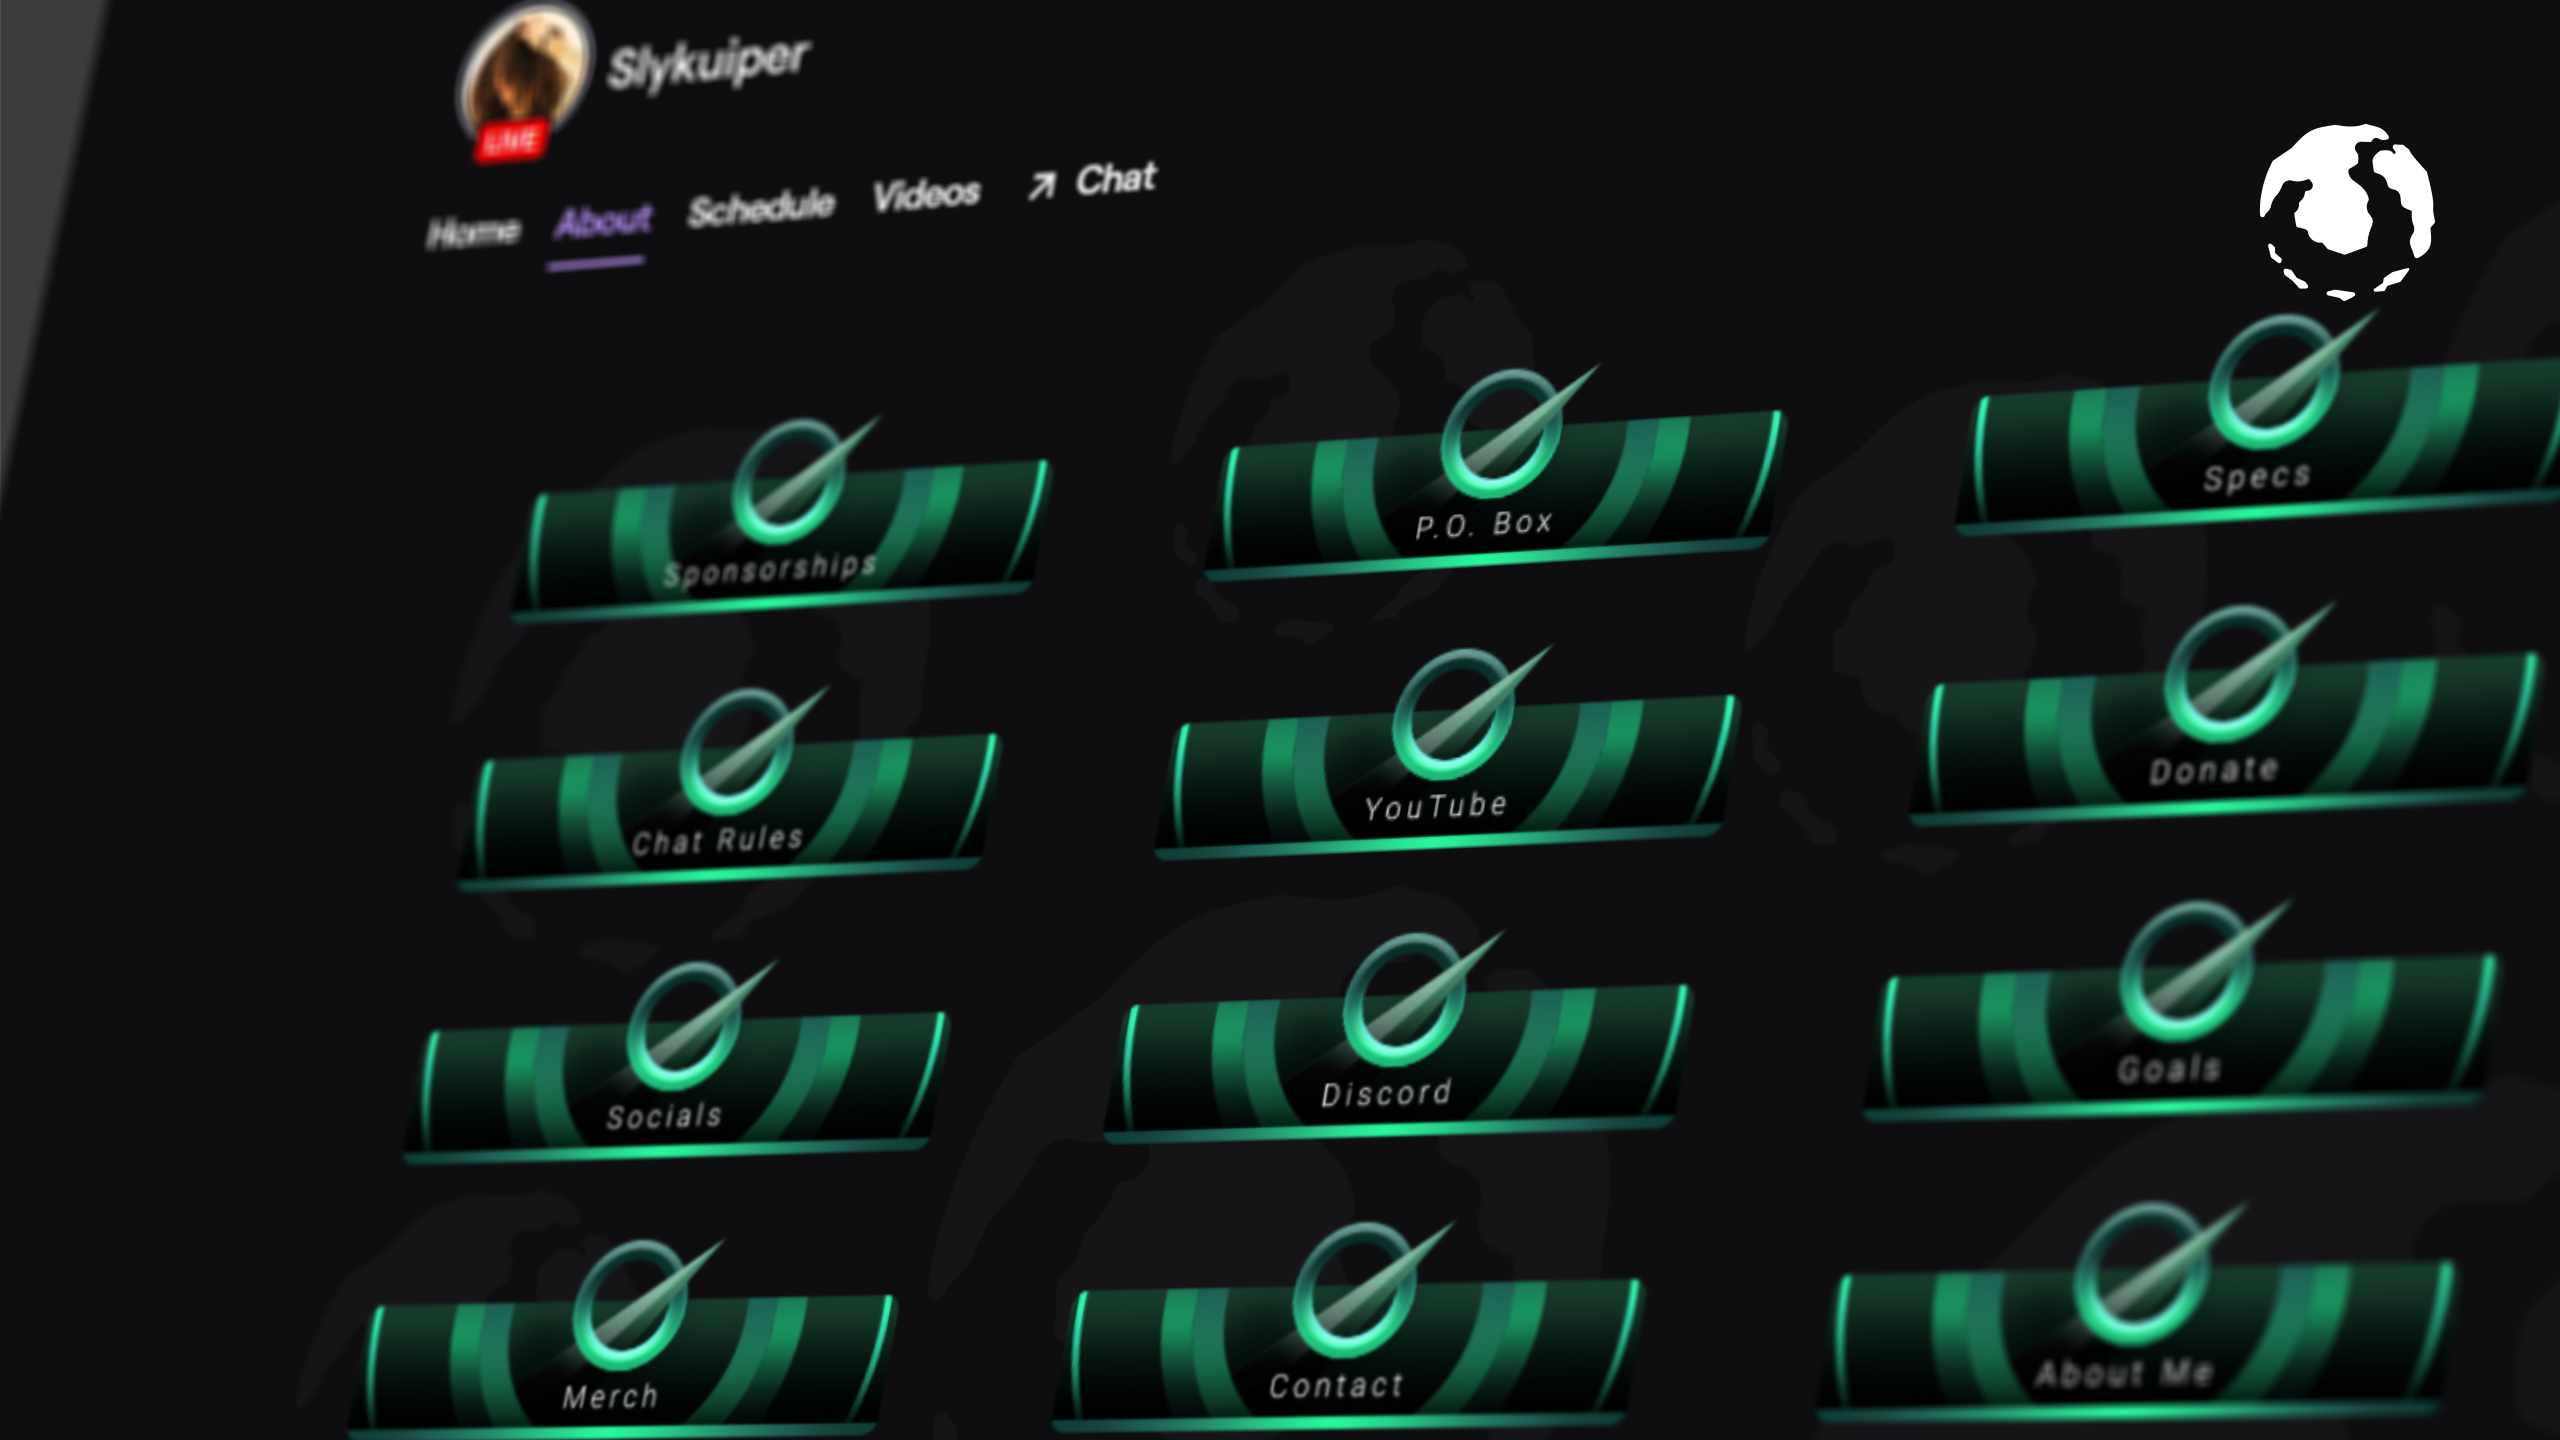 Slykuiper
LIVE
Home About Schedule Videos Chat
Sponsorships
P.O. Box
Specs
Chat Rules
YouTube
Donate
Socials
Discord
Goals
Merch
Contact
About Me